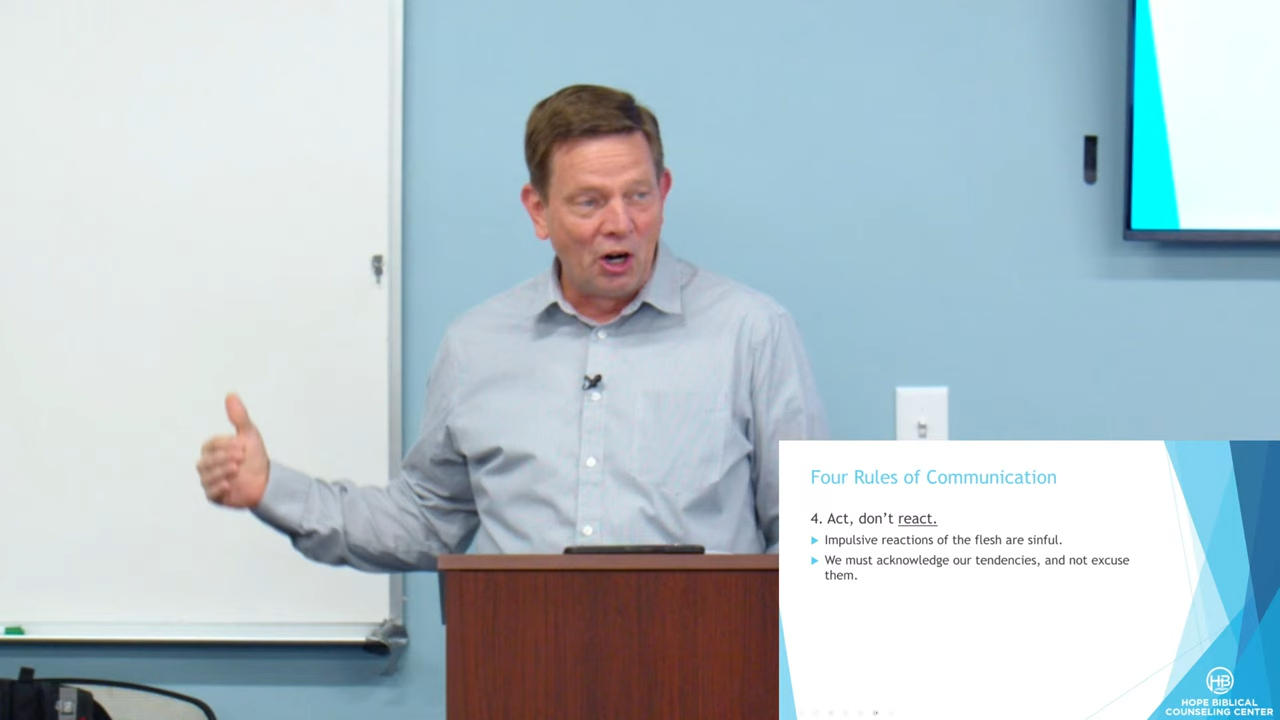 Four Rules of Communication
4. Act, don’t react.
Impulsive reactions of the flesh are sinful.
We must acknowledge our tendencies, and not excuse
them.
HB
HOPE BIBLICAL
COUNSELING CENTER